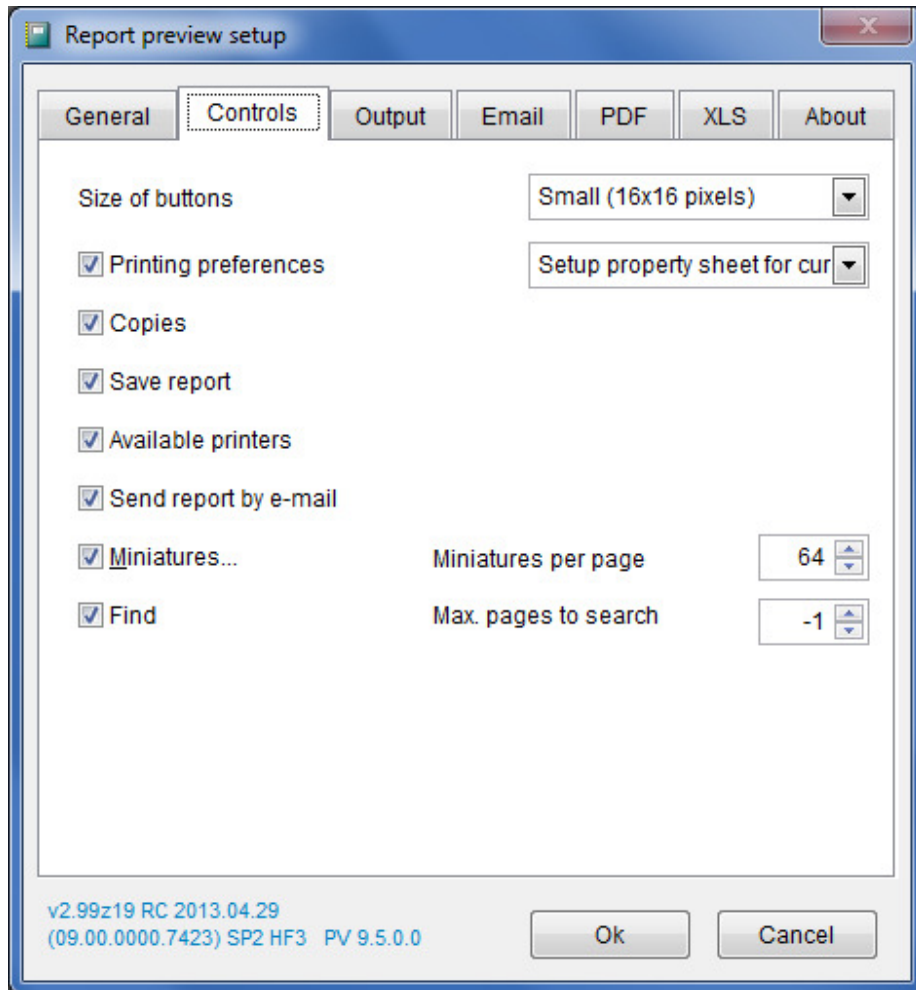 Report preview setup
General Controls Output Email PDF XLS About
Size of buttons Small (16x16 pixels)
Printing preferences Setup property sheet for cur
Copies
Save report
Available printers
Send report by e-mail
Miniatures... Miniatures per page 64
Find Max. pages to search -1
v2.99z19 RC 2013.04.29
(09.00.0000.7423) SP2 HF3 PV 9.5.0.0
Ok Cancel